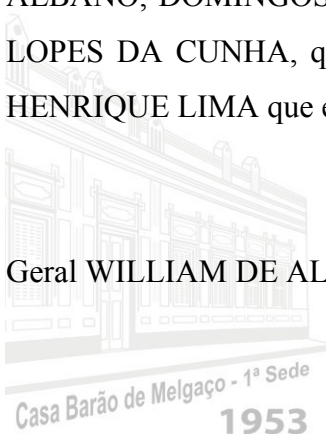 ALBANO, DOMINGOS
LOPES DA CUNHA, q
HENRIQUE LIMA que e
Geral WILLIAM DE AL
Casa Barão de Melgaço - 1ª Sede
1953